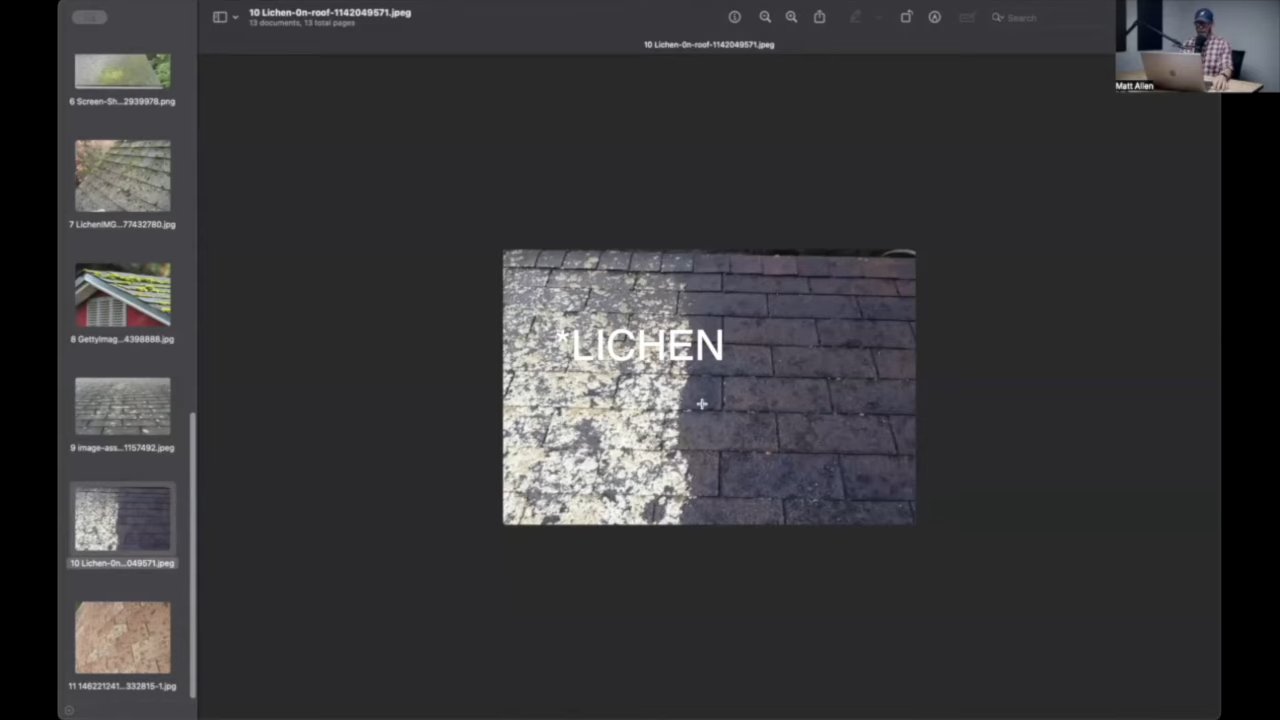 10 Lichen-0n-roof-1142049571.jpeg
13 documents, 13 total pages
Search
10 Lichen-0n-roof-1142049571.jpeg
Matt Allen
6 Screen-Sh...2939978.png
7 LichenIMG...77432780.jpg
8 GettyImag...4398888.jpg
*LICHEN
9 image-ass...1157492.jpeg
10 Lichen-0n...049571.jpeg
11 146221241...332815-1.jpg